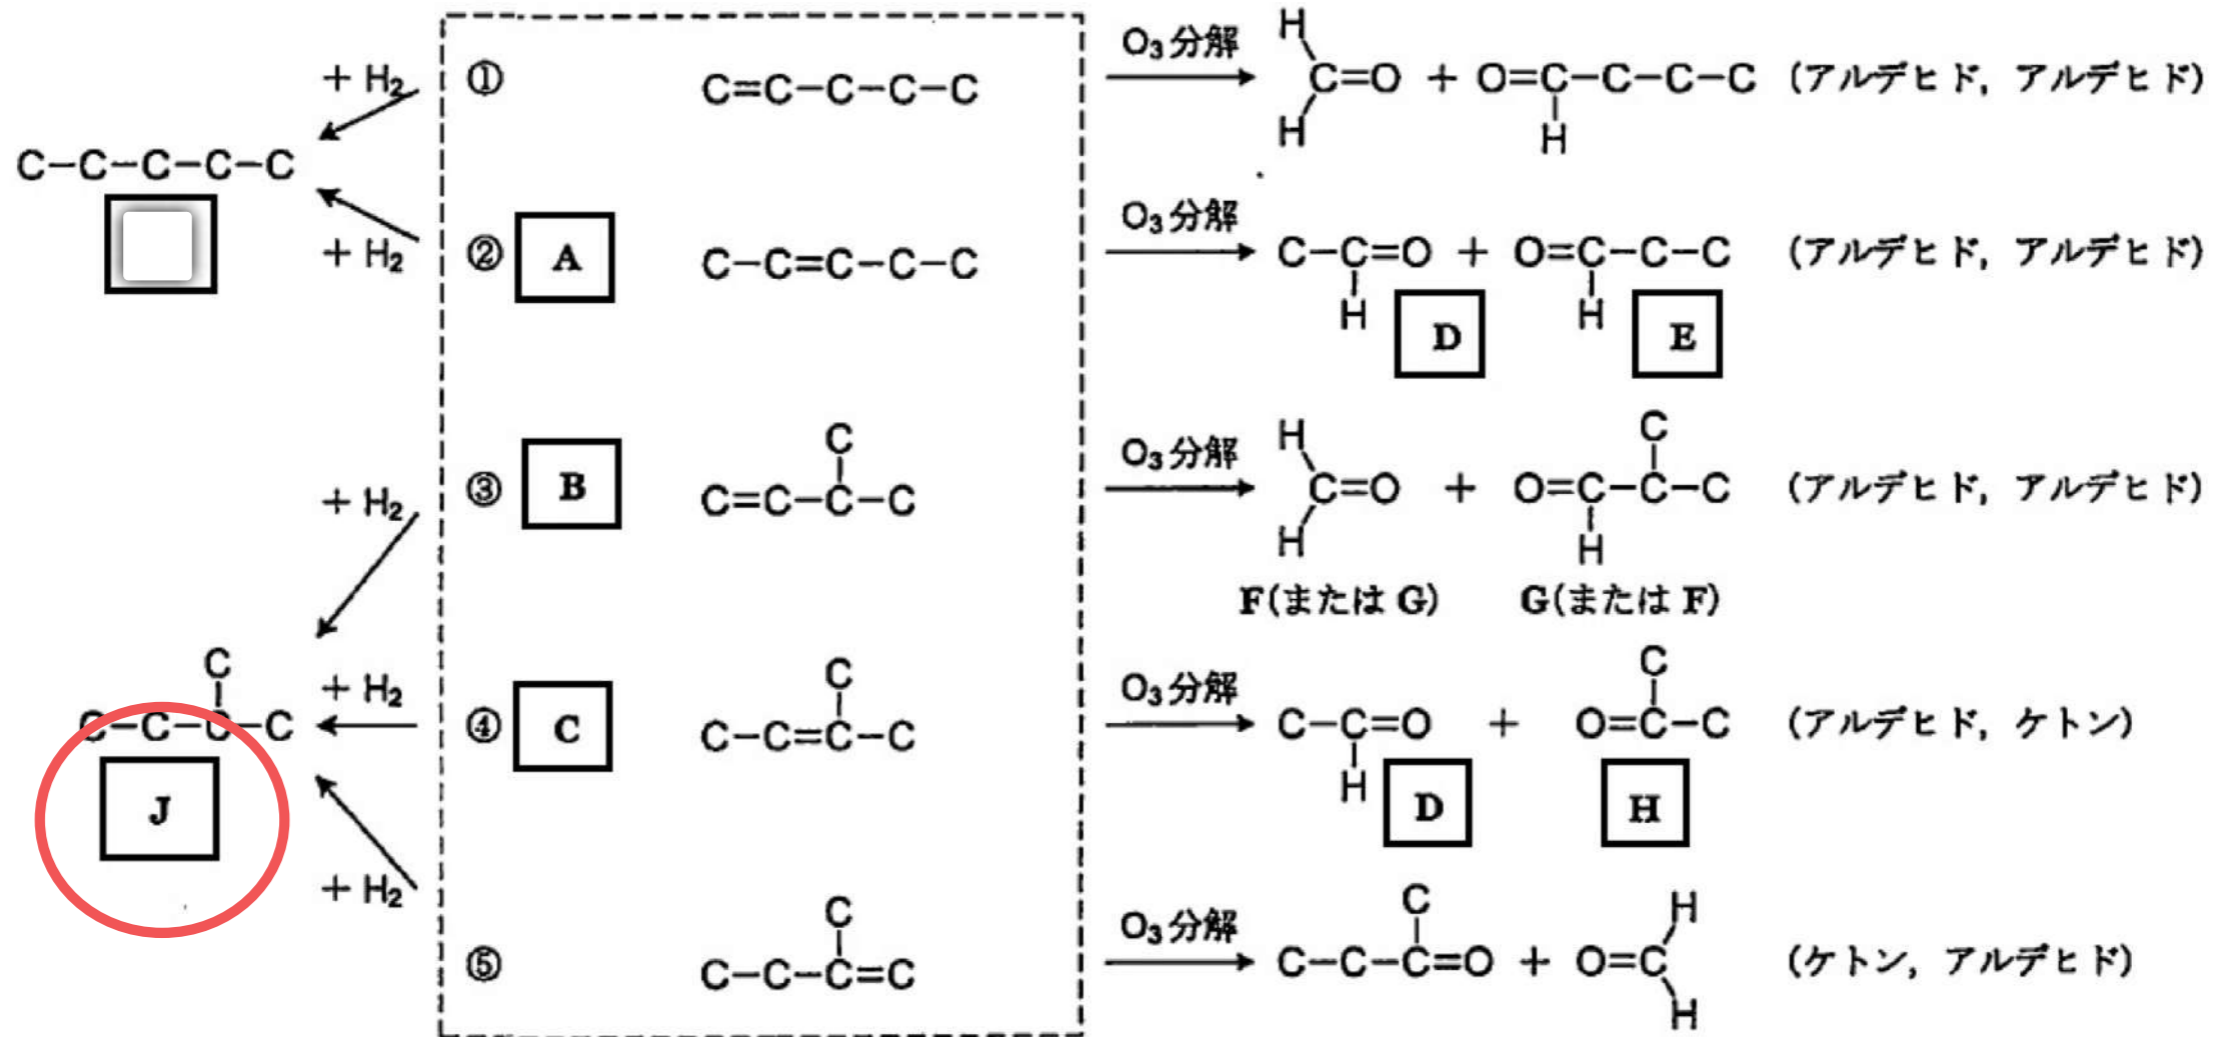 + H₂ ① C=C-C-C-C O₃分解 H H C=O + O=C-C-C-C H (アルデヒド, アルデヒド)
C-C-C-C-C
+ H₂ ② A C-C=C-C-C O₃分解 C-C=O H D + O=C-C-C H E (アルデヒド, アルデヒド)
+ H₂ ③ B C=C-C-C C O₃分解 H H C=O + O=C-C-C H C (アルデヒド, アルデヒド)
F(または G) G(または F)
C-C-C-C C J
+ H₂ ④ C C-C=C-C C O₃分解 C-C=O H D + O=C-C C H (アルデヒド, ケトン)
+ H₂ ⑤ C-C-C=C C O₃分解 C-C-C=O C + O=C H H (ケトン, アルデヒド)